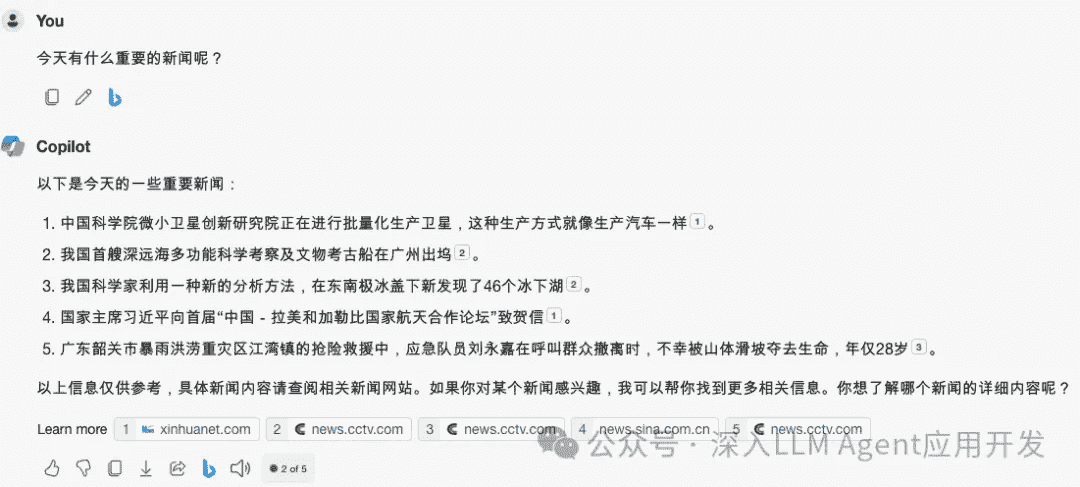 You
今天有什么重要的新闻呢？
Copilot
以下是今天的一些重要新闻：
1. 中国科学院微小卫星创新研究院正在进行批量化生产卫星，这种生产方式就像生产汽车一样 1 。
2. 我国首艘深远海多功能科学考察及文物考古船在广州出坞 2 。
3. 我国科学家利用一种新的分析方法，在东南极冰盖下新发现了46个冰下湖 2 。
4. 国家主席习近平向首届“中国－拉美和加勒比国家航天合作论坛”致贺信 1 。
5. 广东韶关市暴雨洪涝重灾区江湾镇的抢险救援中，应急队员刘永嘉在呼叫群众撤离时，不幸被山体滑坡夺去生命，年仅28岁 3 。
以上信息仅供参考，具体新闻内容请查阅相关新闻网站。如果你对某个新闻感兴趣，我可以帮你找到更多相关信息。你想了解哪个新闻的详细内容呢？
Learn more 1 xinhuanet.com 2 news.cctv.com 3 news.cctv.com 4 news.sina.com.cn 5 news.cctv.com
公众号 · 深入LLM Agent应用开发
2 of 5